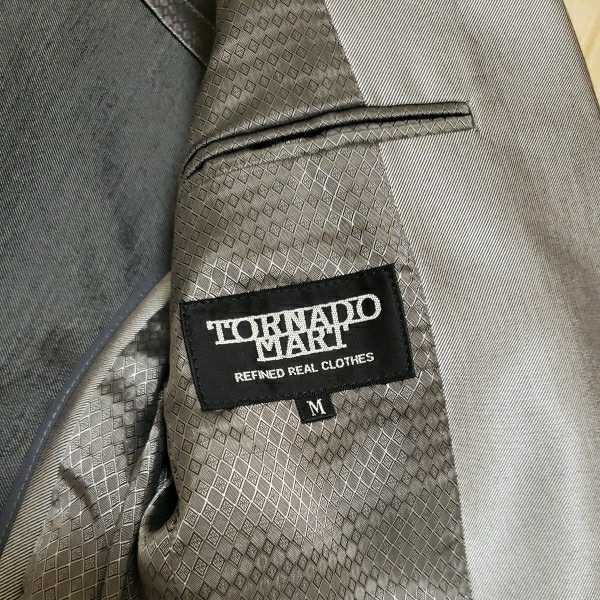 TORNADO
MART
REFINED REAL CLOTHES
M